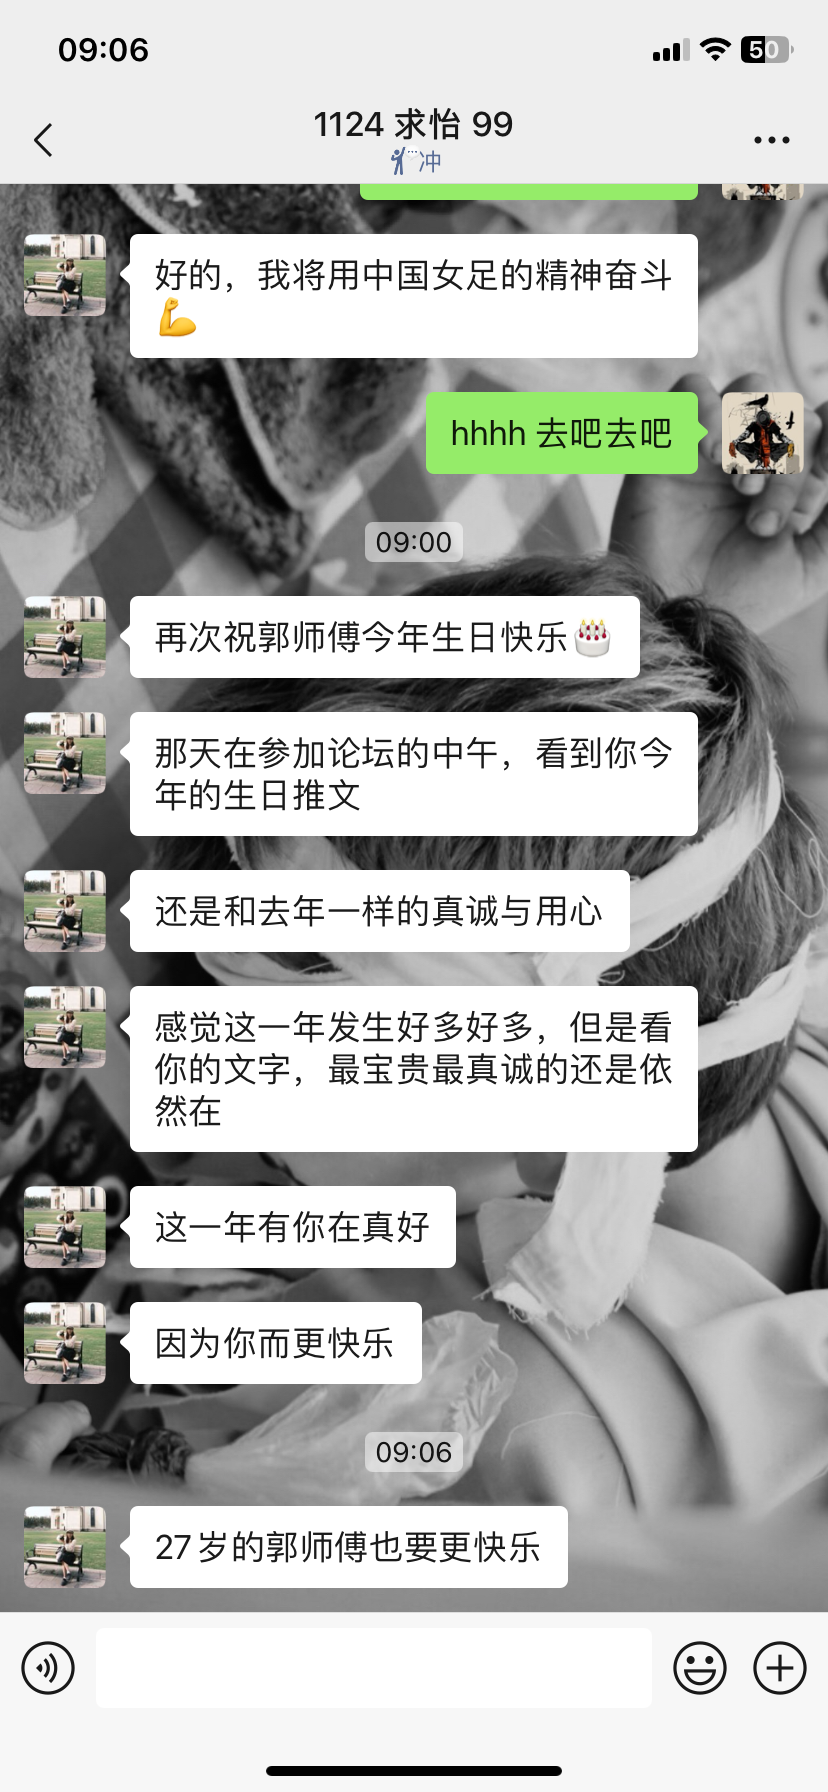 09:06
50
1124 求怡 99
冲
好的，我将用中国女足的精神奋斗
💪
hhhh 去吧去吧
09:00
再次祝郭师傅今年生日快乐🎂
那天在参加论坛的中午，看到你今
年的生日推文
还是和去年一样的真诚与用心
感觉这一年发生好多好多，但是看
你的文字，最宝贵最真诚的还是依
然在
这一年有你在真好
因为你而更快乐
09:06
27岁的郭师傅也要更快乐